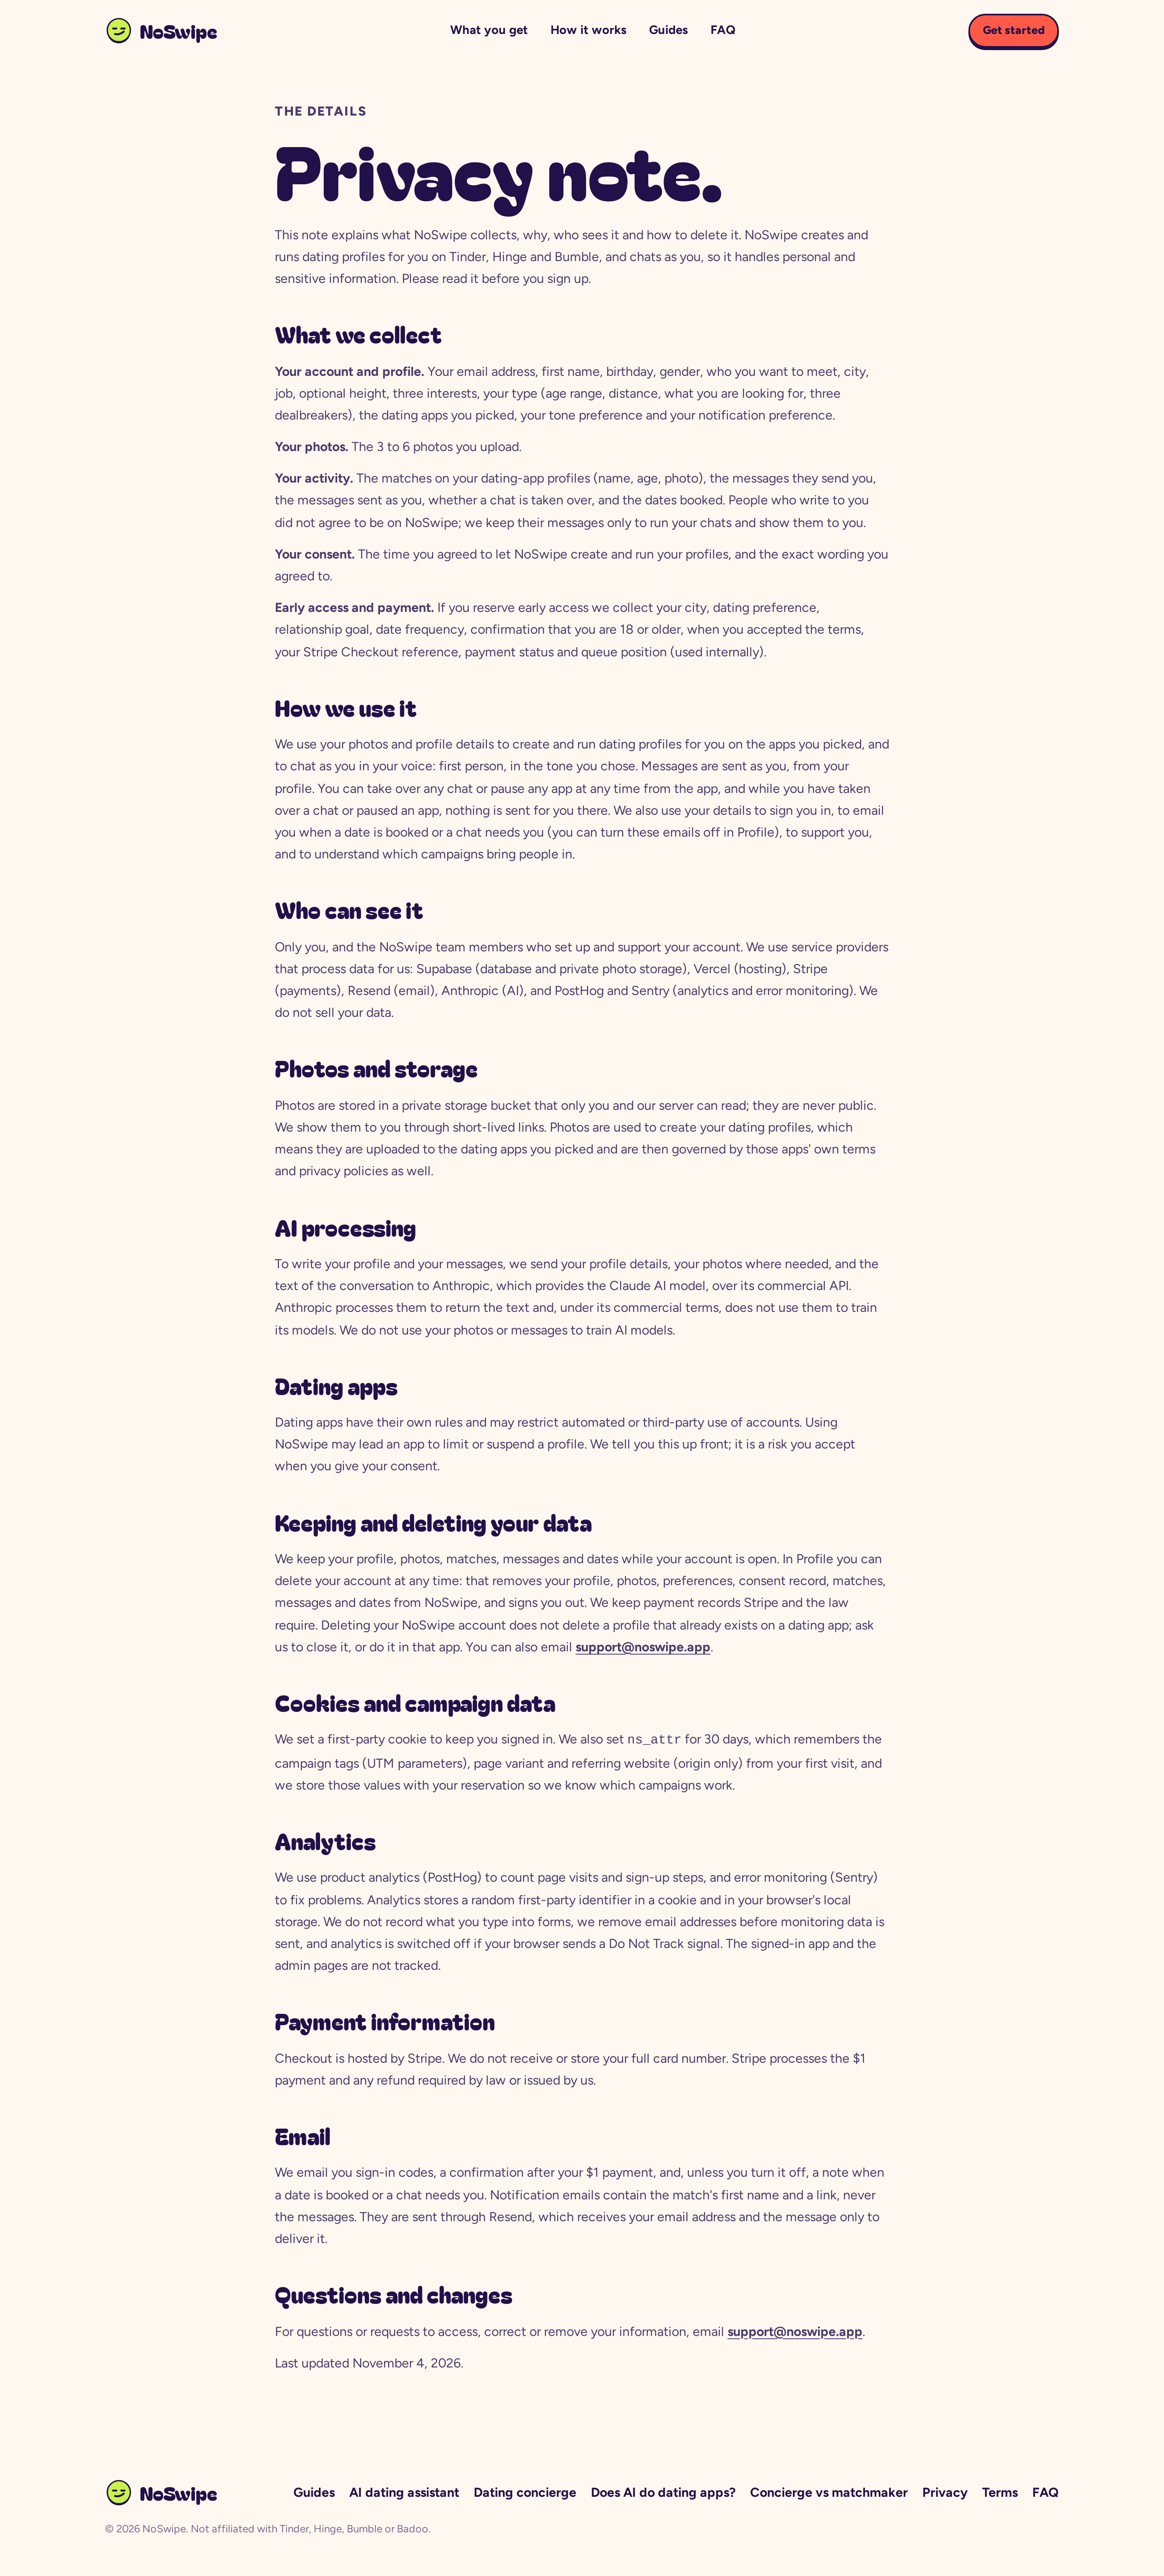 NoSwipe
What you get
How it works
Guides
FAQ
Get started
THE DETAILS
Privacy note.
This note explains what NoSwipe collects, why, who sees it and how to delete it. NoSwipe creates and
runs dating profiles for you on Tinder, Hinge and Bumble, and chats as you, so it handles personal and
sensitive information. Please read it before you sign up.
What we collect
Your account and profile. Your email address, first name, birthday, gender, who you want to meet, city,
job, optional height, three interests, your type (age range, distance, what you are looking for, three
dealbreakers), the dating apps you picked, your tone preference and your notification preference.
Your photos. The 3 to 6 photos you upload.
Your activity. The matches on your dating-app profiles (name, age, photo), the messages they send you,
the messages sent as you, whether a chat is taken over, and the dates booked. People who write to you
did not agree to be on NoSwipe; we keep their messages only to run your chats and show them to you.
Your consent. The time you agreed to let NoSwipe create and run your profiles, and the exact wording you
agreed to.
Early access and payment. If you reserve early access we collect your city, dating preference,
relationship goal, date frequency, confirmation that you are 18 or older, when you accepted the terms,
your Stripe Checkout reference, payment status and queue position (used internally).
How we use it
We use your photos and profile details to create and run dating profiles for you on the apps you picked, and
to chat as you in your voice: first person, in the tone you chose. Messages are sent as you, from your
profile. You can take over any chat or pause any app at any time from the app, and while you have taken
over a chat or paused an app, nothing is sent for you there. We also use your details to sign you in, to email
you when a date is booked or a chat needs you (you can turn these emails off in Profile), to support you,
and to understand which campaigns bring people in.
Who can see it
Only you, and the NoSwipe team members who set up and support your account. We use service providers
that process data for us: Supabase (database and private photo storage), Vercel (hosting), Stripe
(payments), Resend (email), Anthropic (AI), and PostHog and Sentry (analytics and error monitoring). We
do not sell your data.
Photos and storage
Photos are stored in a private storage bucket that only you and our server can read; they are never public.
We show them to you through short-lived links. Photos are used to create your dating profiles, which
means they are uploaded to the dating apps you picked and are then governed by those apps' own terms
and privacy policies as well.
AI processing
To write your profile and your messages, we send your profile details, your photos where needed, and the
text of the conversation to Anthropic, which provides the Claude AI model, over its commercial API.
Anthropic processes them to return the text and, under its commercial terms, does not use them to train
its models. We do not use your photos or messages to train AI models.
Dating apps
Dating apps have their own rules and may restrict automated or third-party use of accounts. Using
NoSwipe may lead an app to limit or suspend a profile. We tell you this up front; it is a risk you accept
when you give your consent.
Keeping and deleting your data
We keep your profile, photos, matches, messages and dates while your account is open. In Profile you can
delete your account at any time: that removes your profile, photos, preferences, consent record, matches,
messages and dates from NoSwipe, and signs you out. We keep payment records Stripe and the law
require. Deleting your NoSwipe account does not delete a profile that already exists on a dating app; ask
us to close it, or do it in that app. You can also email support@noswipe.app.
Cookies and campaign data
We set a first-party cookie to keep you signed in. We also set ns_attr for 30 days, which remembers the
campaign tags (UTM parameters), page variant and referring website (origin only) from your first visit, and
we store those values with your reservation so we know which campaigns work.
Analytics
We use product analytics (PostHog) to count page visits and sign-up steps, and error monitoring (Sentry)
to fix problems. Analytics stores a random first-party identifier in a cookie and in your browser's local
storage. We do not record what you type into forms, we remove email addresses before monitoring data is
sent, and analytics is switched off if your browser sends a Do Not Track signal. The signed-in app and the
admin pages are not tracked.
Payment information
Checkout is hosted by Stripe. We do not receive or store your full card number. Stripe processes the $1
payment and any refund required by law or issued by us.
Email
We email you sign-in codes, a confirmation after your $1 payment, and, unless you turn it off, a note when
a date is booked or a chat needs you. Notification emails contain the match's first name and a link, never
the messages. They are sent through Resend, which receives your email address and the message only to
deliver it.
Questions and changes
For questions or requests to access, correct or remove your information, email support@noswipe.app.
Last updated November 4, 2026.
NoSwipe
Guides
AI dating assistant
Dating concierge
Does AI do dating apps?
Concierge vs matchmaker
Privacy
Terms
FAQ
© 2026 NoSwipe. Not affiliated with Tinder, Hinge, Bumble or Badoo.